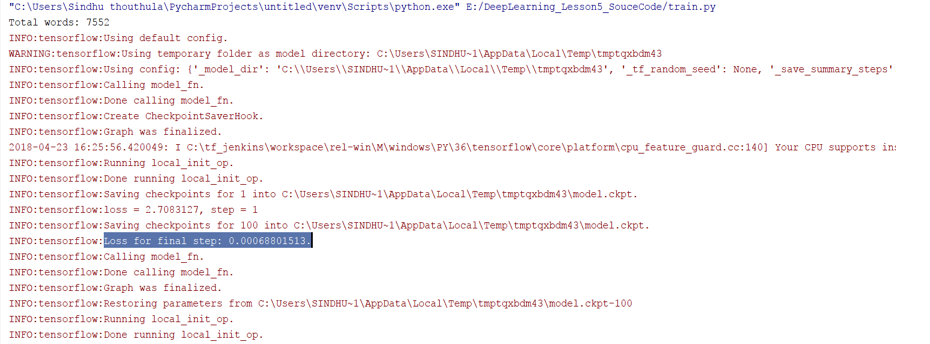 "C:\Users\Sindhu thouthula\PycharmProjects\untitled\venv\Scripts\python.exe" E:/DeepLearning_Lesson5_SouceCode/train.py
Total words: 7552
INFO:tensorflow:Using default config.
WARNING:tensorflow:Using temporary folder as model directory: C:\Users\SINDHU~1\AppData\Local\Temp\tmptqxbdm43
INFO:tensorflow:Using config: {'_model_dir': 'C:\\Users\\SINDHU~1\\AppData\\Local\\Temp\\tmptqxbdm43', '_tf_random_seed': None, '_save_summary_steps'
INFO:tensorflow:Calling model_fn.
INFO:tensorflow:Done calling model_fn.
INFO:tensorflow:Create CheckpointSaverHook.
INFO:tensorflow:Graph was finalized.
2018-04-23 16:25:56.420049: I C:\tf_jenkins\workspace\rel-win\M\windows\PY\36\tensorflow\core\platform\cpu_feature_guard.cc:140] Your CPU supports ins
INFO:tensorflow:Running local_init_op.
INFO:tensorflow:Done running local_init_op.
INFO:tensorflow:Saving checkpoints for 1 into C:\Users\SINDHU~1\AppData\Local\Temp\tmptqxbdm43\model.ckpt.
INFO:tensorflow:loss = 2.7083127, step = 1
INFO:tensorflow:Saving checkpoints for 100 into C:\Users\SINDHU~1\AppData\Local\Temp\tmptqxbdm43\model.ckpt.
INFO:tensorflow:Loss for final step: 0.00068801513.
INFO:tensorflow:Calling model_fn.
INFO:tensorflow:Done calling model_fn.
INFO:tensorflow:Graph was finalized.
INFO:tensorflow:Restoring parameters from C:\Users\SINDHU~1\AppData\Local\Temp\tmptqxbdm43\model.ckpt-100
INFO:tensorflow:Running local_init_op.
INFO:tensorflow:Done running local_init_op.